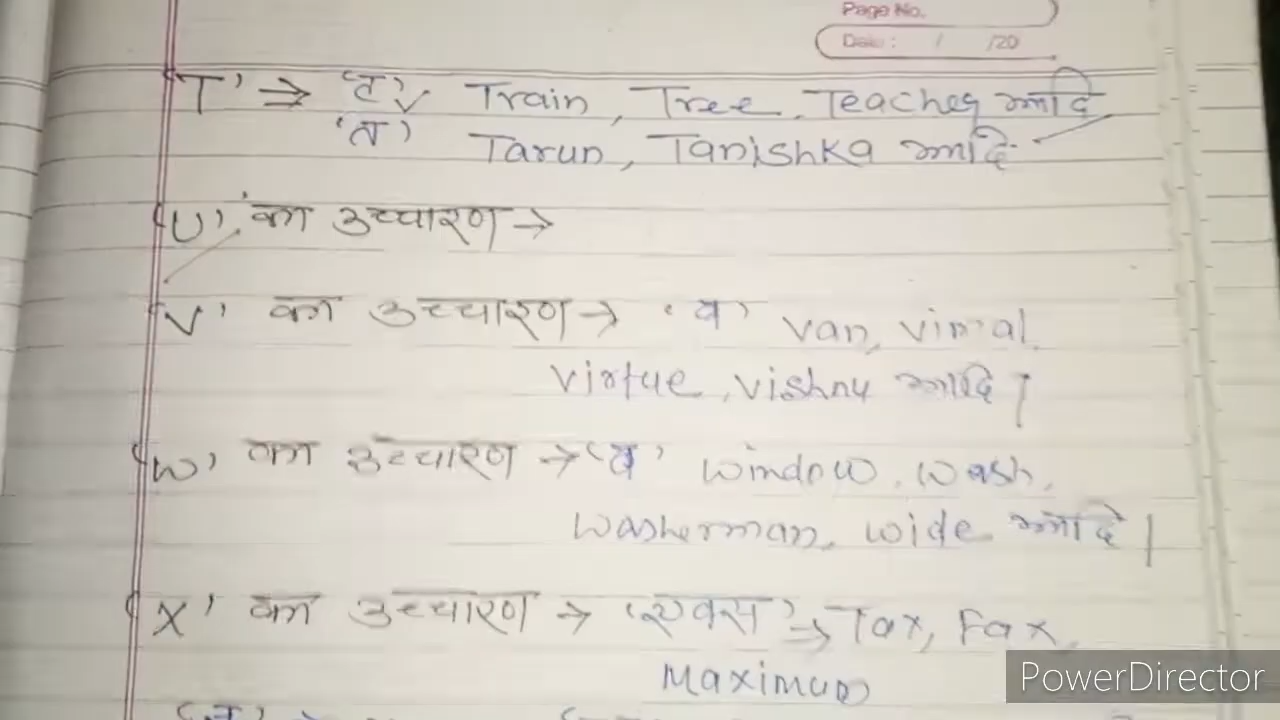 Page No.
Date: / /20
'T' → 'ट' Train, Tree, Teacher आदि
'त' Tarun, Tanishka आदि
'U' का उच्चारण →
'V' का उच्चारण → 'व' Van, Vimal,
Virtue, Vishnu आदि।
'W' का उच्चारण → 'व' Window, Wash,
Washerman, Wide आदि।
'X' का उच्चारण → 'एक्स' → Tax, Fax,
Maximum
PowerDirector